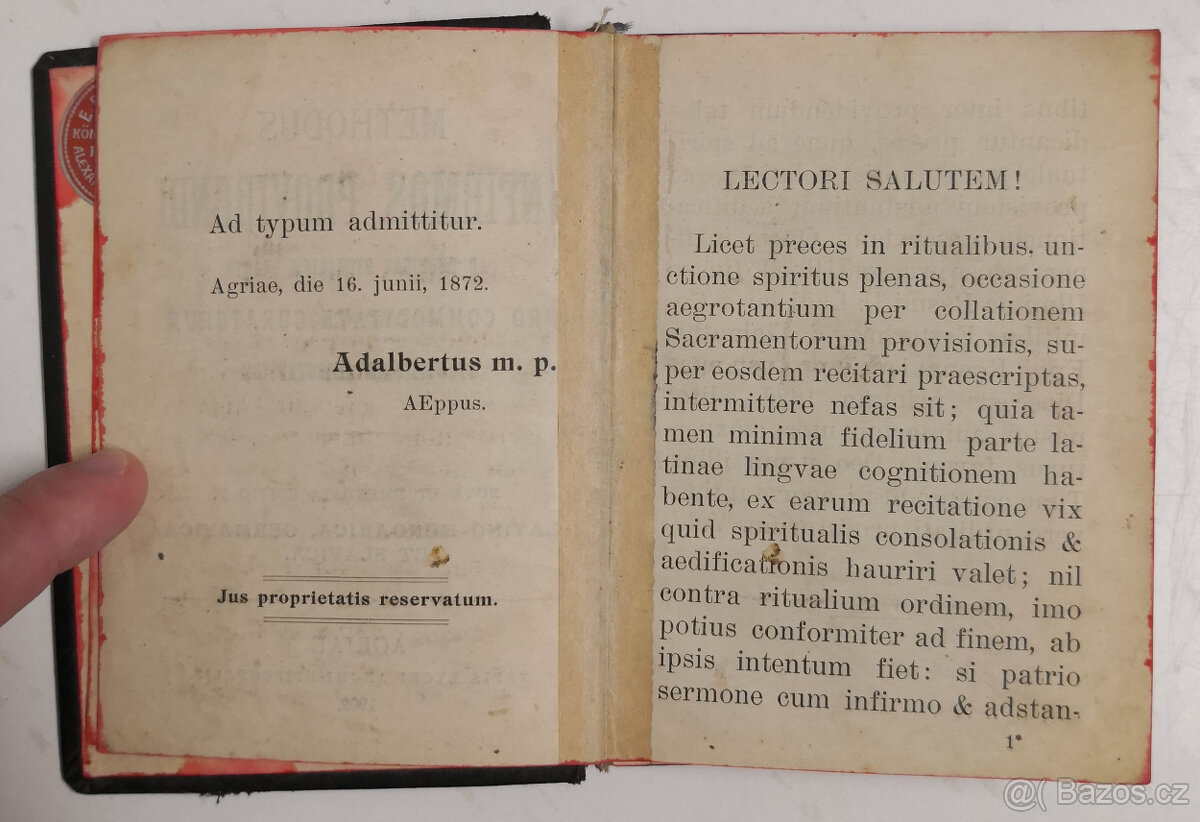 KÖN
ALEXA
Ad typum admittitur.
Agriae, die 16. junii, 1872.
Adalbertus m. p.
AEppus.
Jus proprietatis reservatum.
LECTORI SALUTEM!
Licet preces in ritualibus, un-
ctione spiritus plenas, occasione
aegrotantium per collationem
Sacramentorum provisionis, su-
per eosdem recitari praescriptas,
intermittere nefas sit; quia ta-
men minima fidelium parte la-
tinae lingvae cognitionem ha-
bente, ex earum recitatione vix
quid spiritualis consolationis &
aedificationis hauriri valet; nil
contra ritualium ordinem, imo
potius conformiter ad finem, ab
ipsis intentum fiet: si patrio
sermone cum infirmo & adstan-
1*
@( Bazos.cz